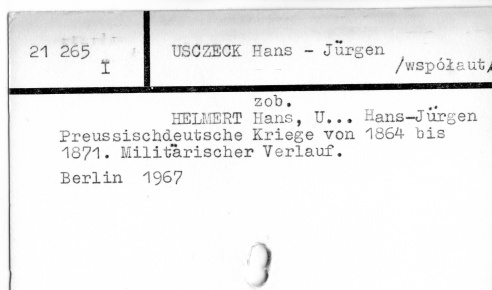 21 265 USCZECK Hans - Jürgen
I /współaut/
zob.
HELMERT Hans, U... Hans-Jürgen
Preussischdeutsche Kriege von 1864 bis
1871. Militärischer Verlauf.
Berlin 1967